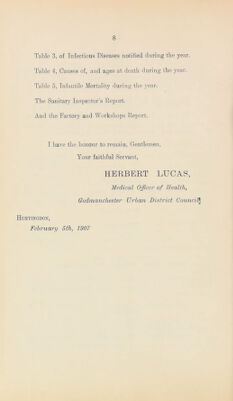 8
Table 3, of Infectious Diseases notified during the year.
Table 4, Causes of, and ages at death during the year.
Table 5, Infantile Mortality during the year.
The Sanitary Inspector's Report.
And the Factory and Workshops Report.
I have the honour to remain, Gentlemen,
Your faithful Servant,
HERBERT LUCAS,
Medical Officer of Health,
Godmanchester Urban District Council
Huntingdon,
February 5th, 1907